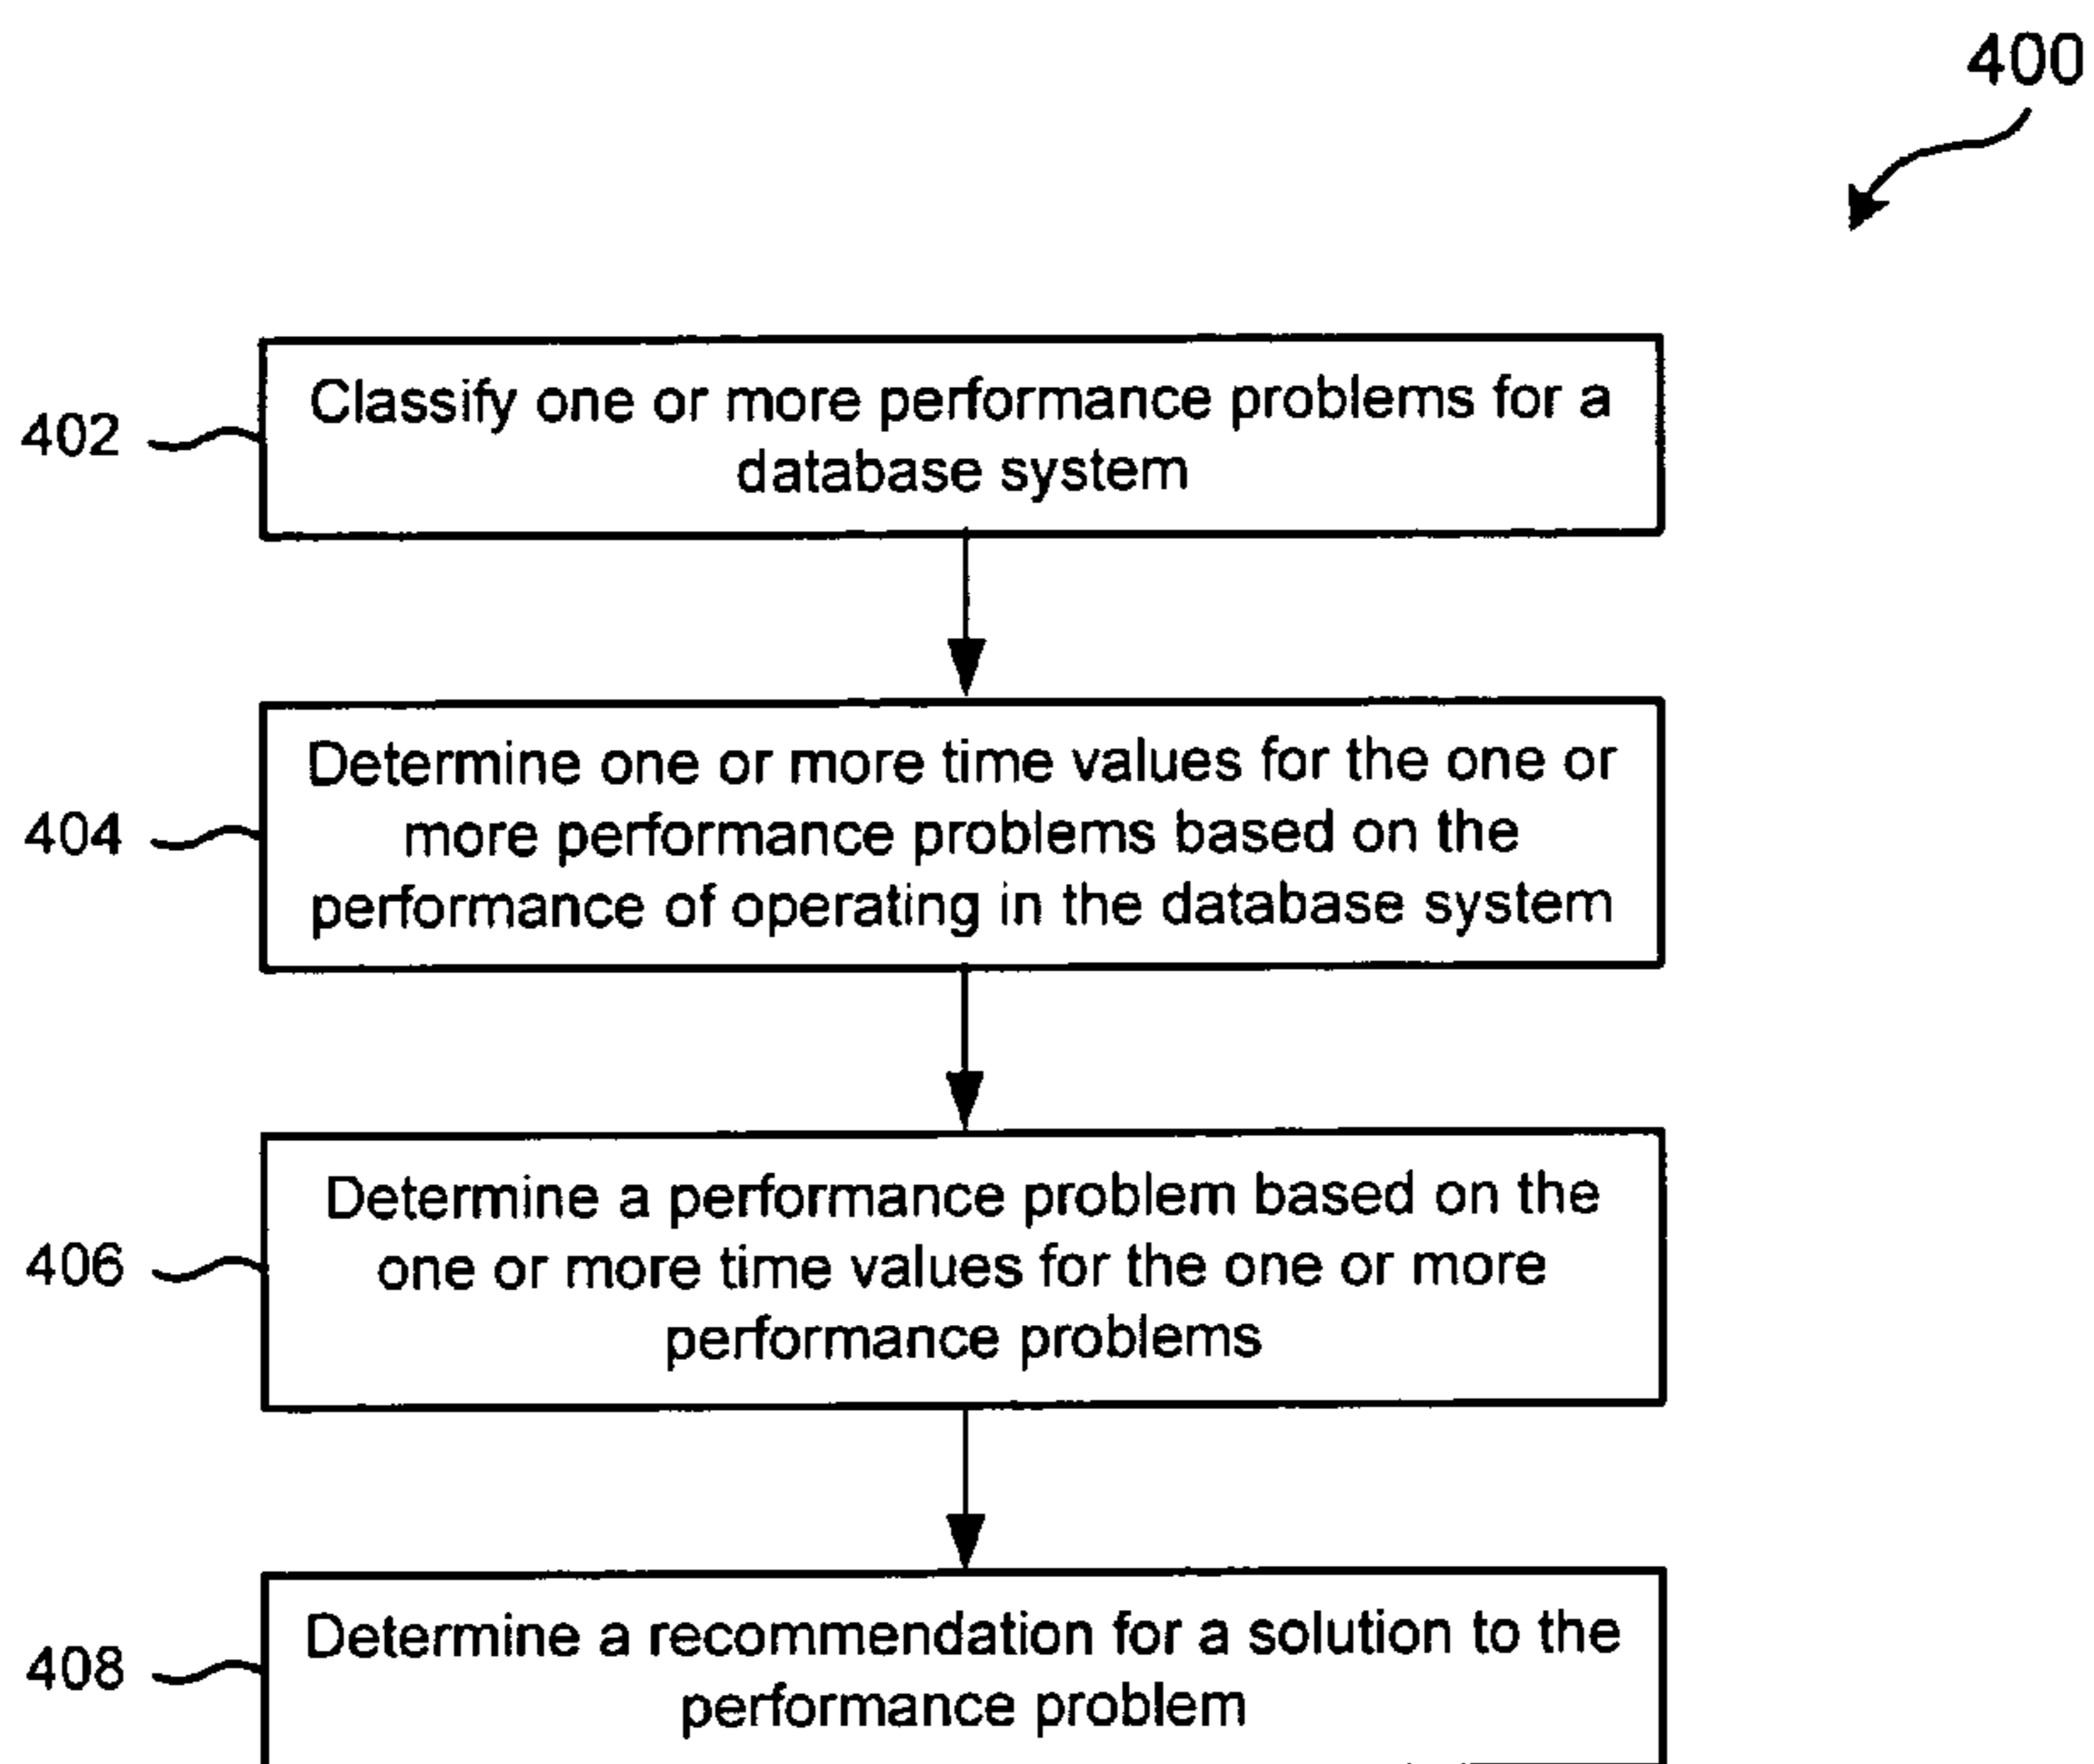 400
402
Classify one or more performance problems for a
database system
404
Determine one or more time values for the one or
more performance problems based on the
performance of operating in the database system
406
Determine a performance problem based on the
one or more time values for the one or more
performance problems
408
Determine a recommendation for a solution to the
performance problem